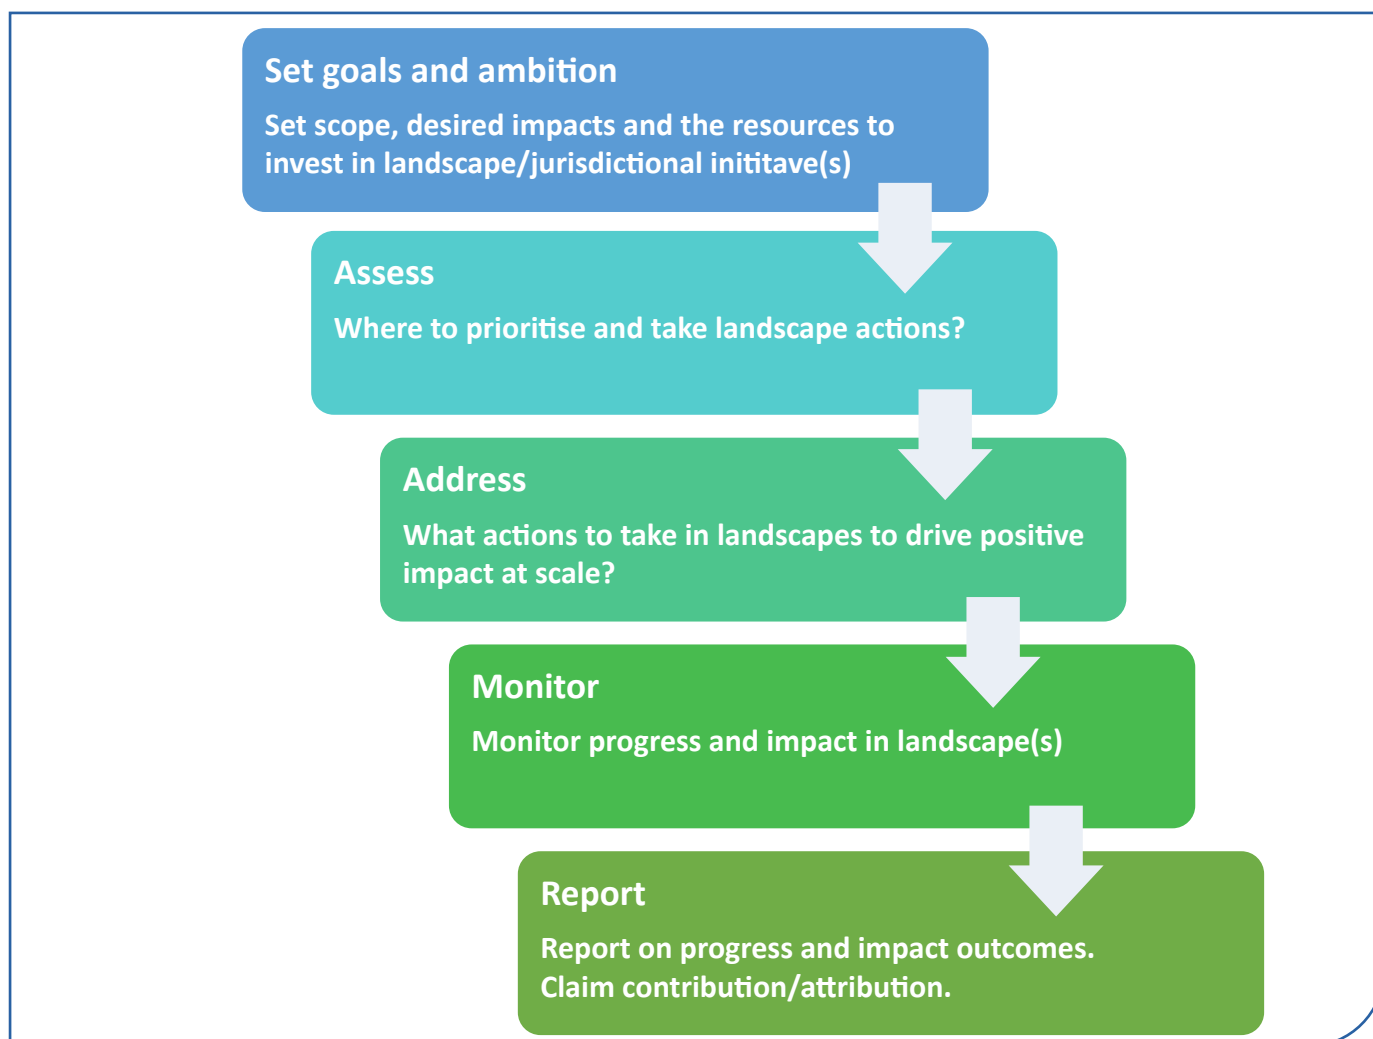 Set goals and ambition
Set scope, desired impacts and the resources to
invest in landscape/jurisdictional inititave(s)
Assess
Where to prioritise and take landscape actions?
Address
What actions to take in landscapes to drive positive
impact at scale?
Monitor
Monitor progress and impact in landscape(s)
Report
Report on progress and impact outcomes.
Claim contribution/attribution.